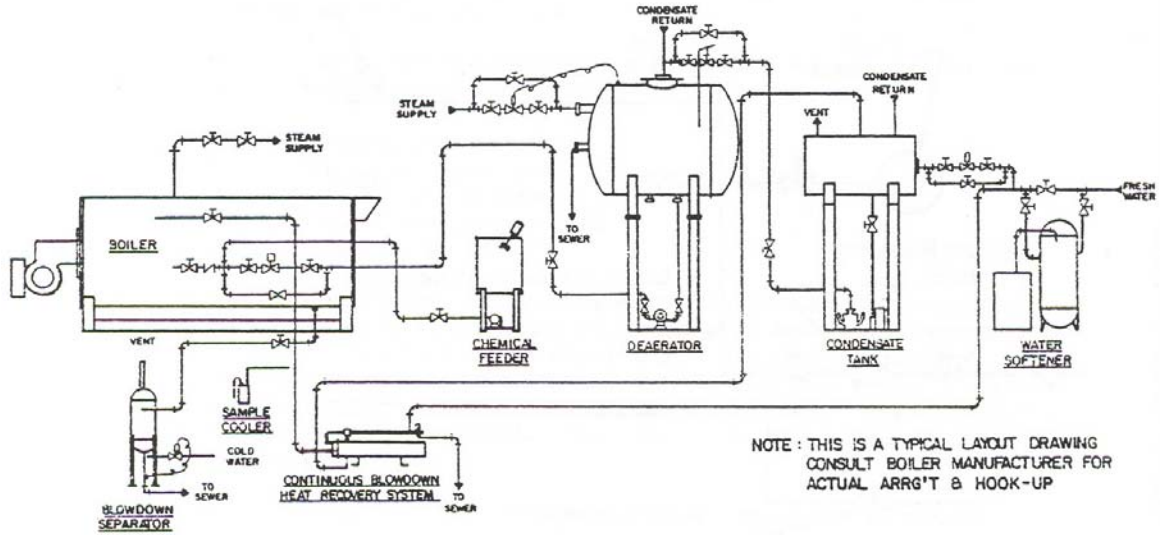 CONDENSATE
RETURN
CONDENSATE
RETURN
STEAM
SUPPLY
VENT
STEAM
SUPPLY
FRESH
WATER
TO
SEWER
BOILER
VENT
CHEMICAL
FEEDER
DEAERATOR
CONDENSATE
TANK
WATER
SOFTENER
SAMPLE
COOLER
COLD
WATER
TO
SEWER
CONTINUOUS BLOWDOWN
HEAT RECOVERY SYSTEM
TO
SEWER
BLOWDOWN
SEPARATOR
NOTE : THIS IS A TYPICAL LAYOUT DRAWING
CONSULT BOILER MANUFACTURER FOR
ACTUAL ARRG'T & HOOK-UP